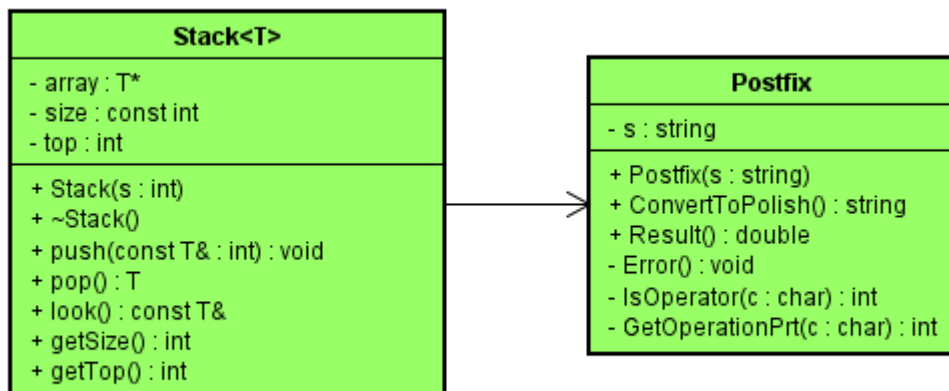 Stack<T>
- array : T*
- size : const int
- top : int
+ Stack(s : int)
+ ~Stack()
+ push(const T& : int) : void
+ pop() : T
+ look() : const T&
+ getSize() : int
+ getTop() : int
Postfix
- s : string
+ Postfix(s : string)
+ ConvertToPolish() : string
+ Result() : double
- Error() : void
- IsOperator(c : char) : int
- GetOperationPrt(c : char) : int